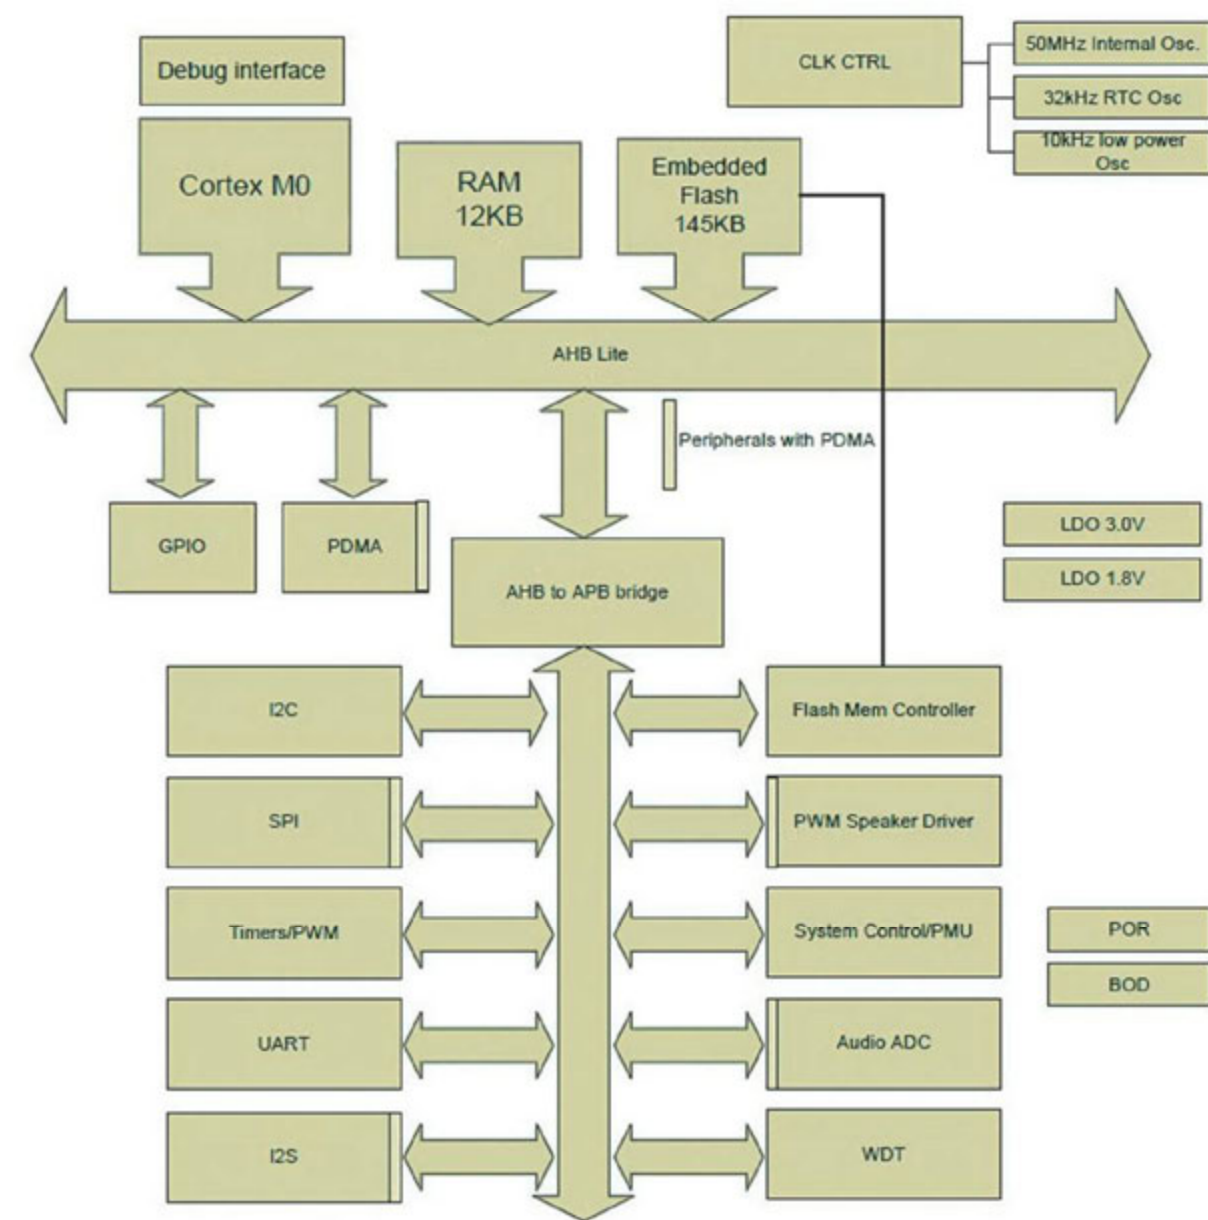 Debug interface
CLK CTRL
50MHz Internal Osc.
32kHz RTC Osc
10kHz low power
Osc
Cortex M0
RAM
12KB
Embedded
Flash
145KB
AHB Lite
Peripherals with PDMA
GPIO
PDMA
AHB to APB bridge
LDO 3.0V
LDO 1.8V
I2C
Flash Mem Controller
SPI
PWM Speaker Driver
Timers/PWM
System Control/PMU
POR
BOD
UART
Audio ADC
I2S
WDT